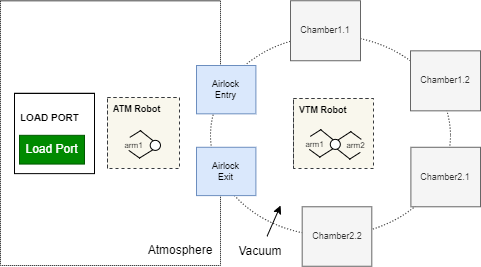 Chamber1.1
Airlock
Entry
Chamber1.2
LOAD PORT
Load Port
ATM Robot
arm1
VTM Robot
arm1
arm2
Airlock
Exit
Chamber2.1
Chamber2.2
Atmosphere
Vacuum